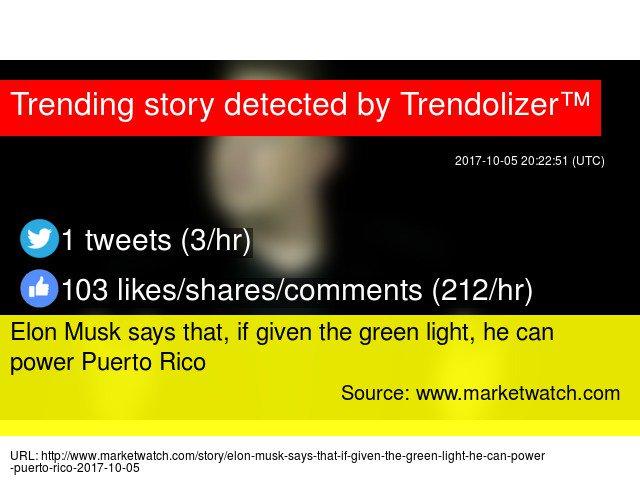 Trending story detected by Trendolizer™
2017-10-05 20:22:51 (UTC)
1 tweets (3/hr)
103 likes/shares/comments (212/hr)
Elon Musk says that, if given the green light, he can
power Puerto Rico
Source: www.marketwatch.com
URL: http://www.marketwatch.com/story/elon-musk-says-that-if-given-the-green-light-he-can-power
-puerto-rico-2017-10-05